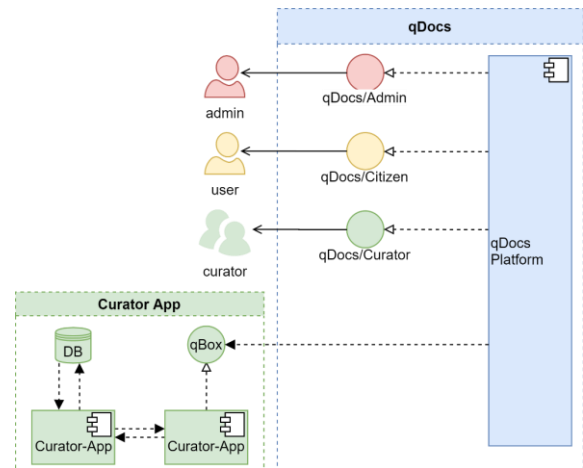 qDocs
admin
qDocs/Admin
user
qDocs/Citizen
curator
qDocs/Curator
qDocs
Platform
Curator App
DB
qBox
Curator-App
Curator-App